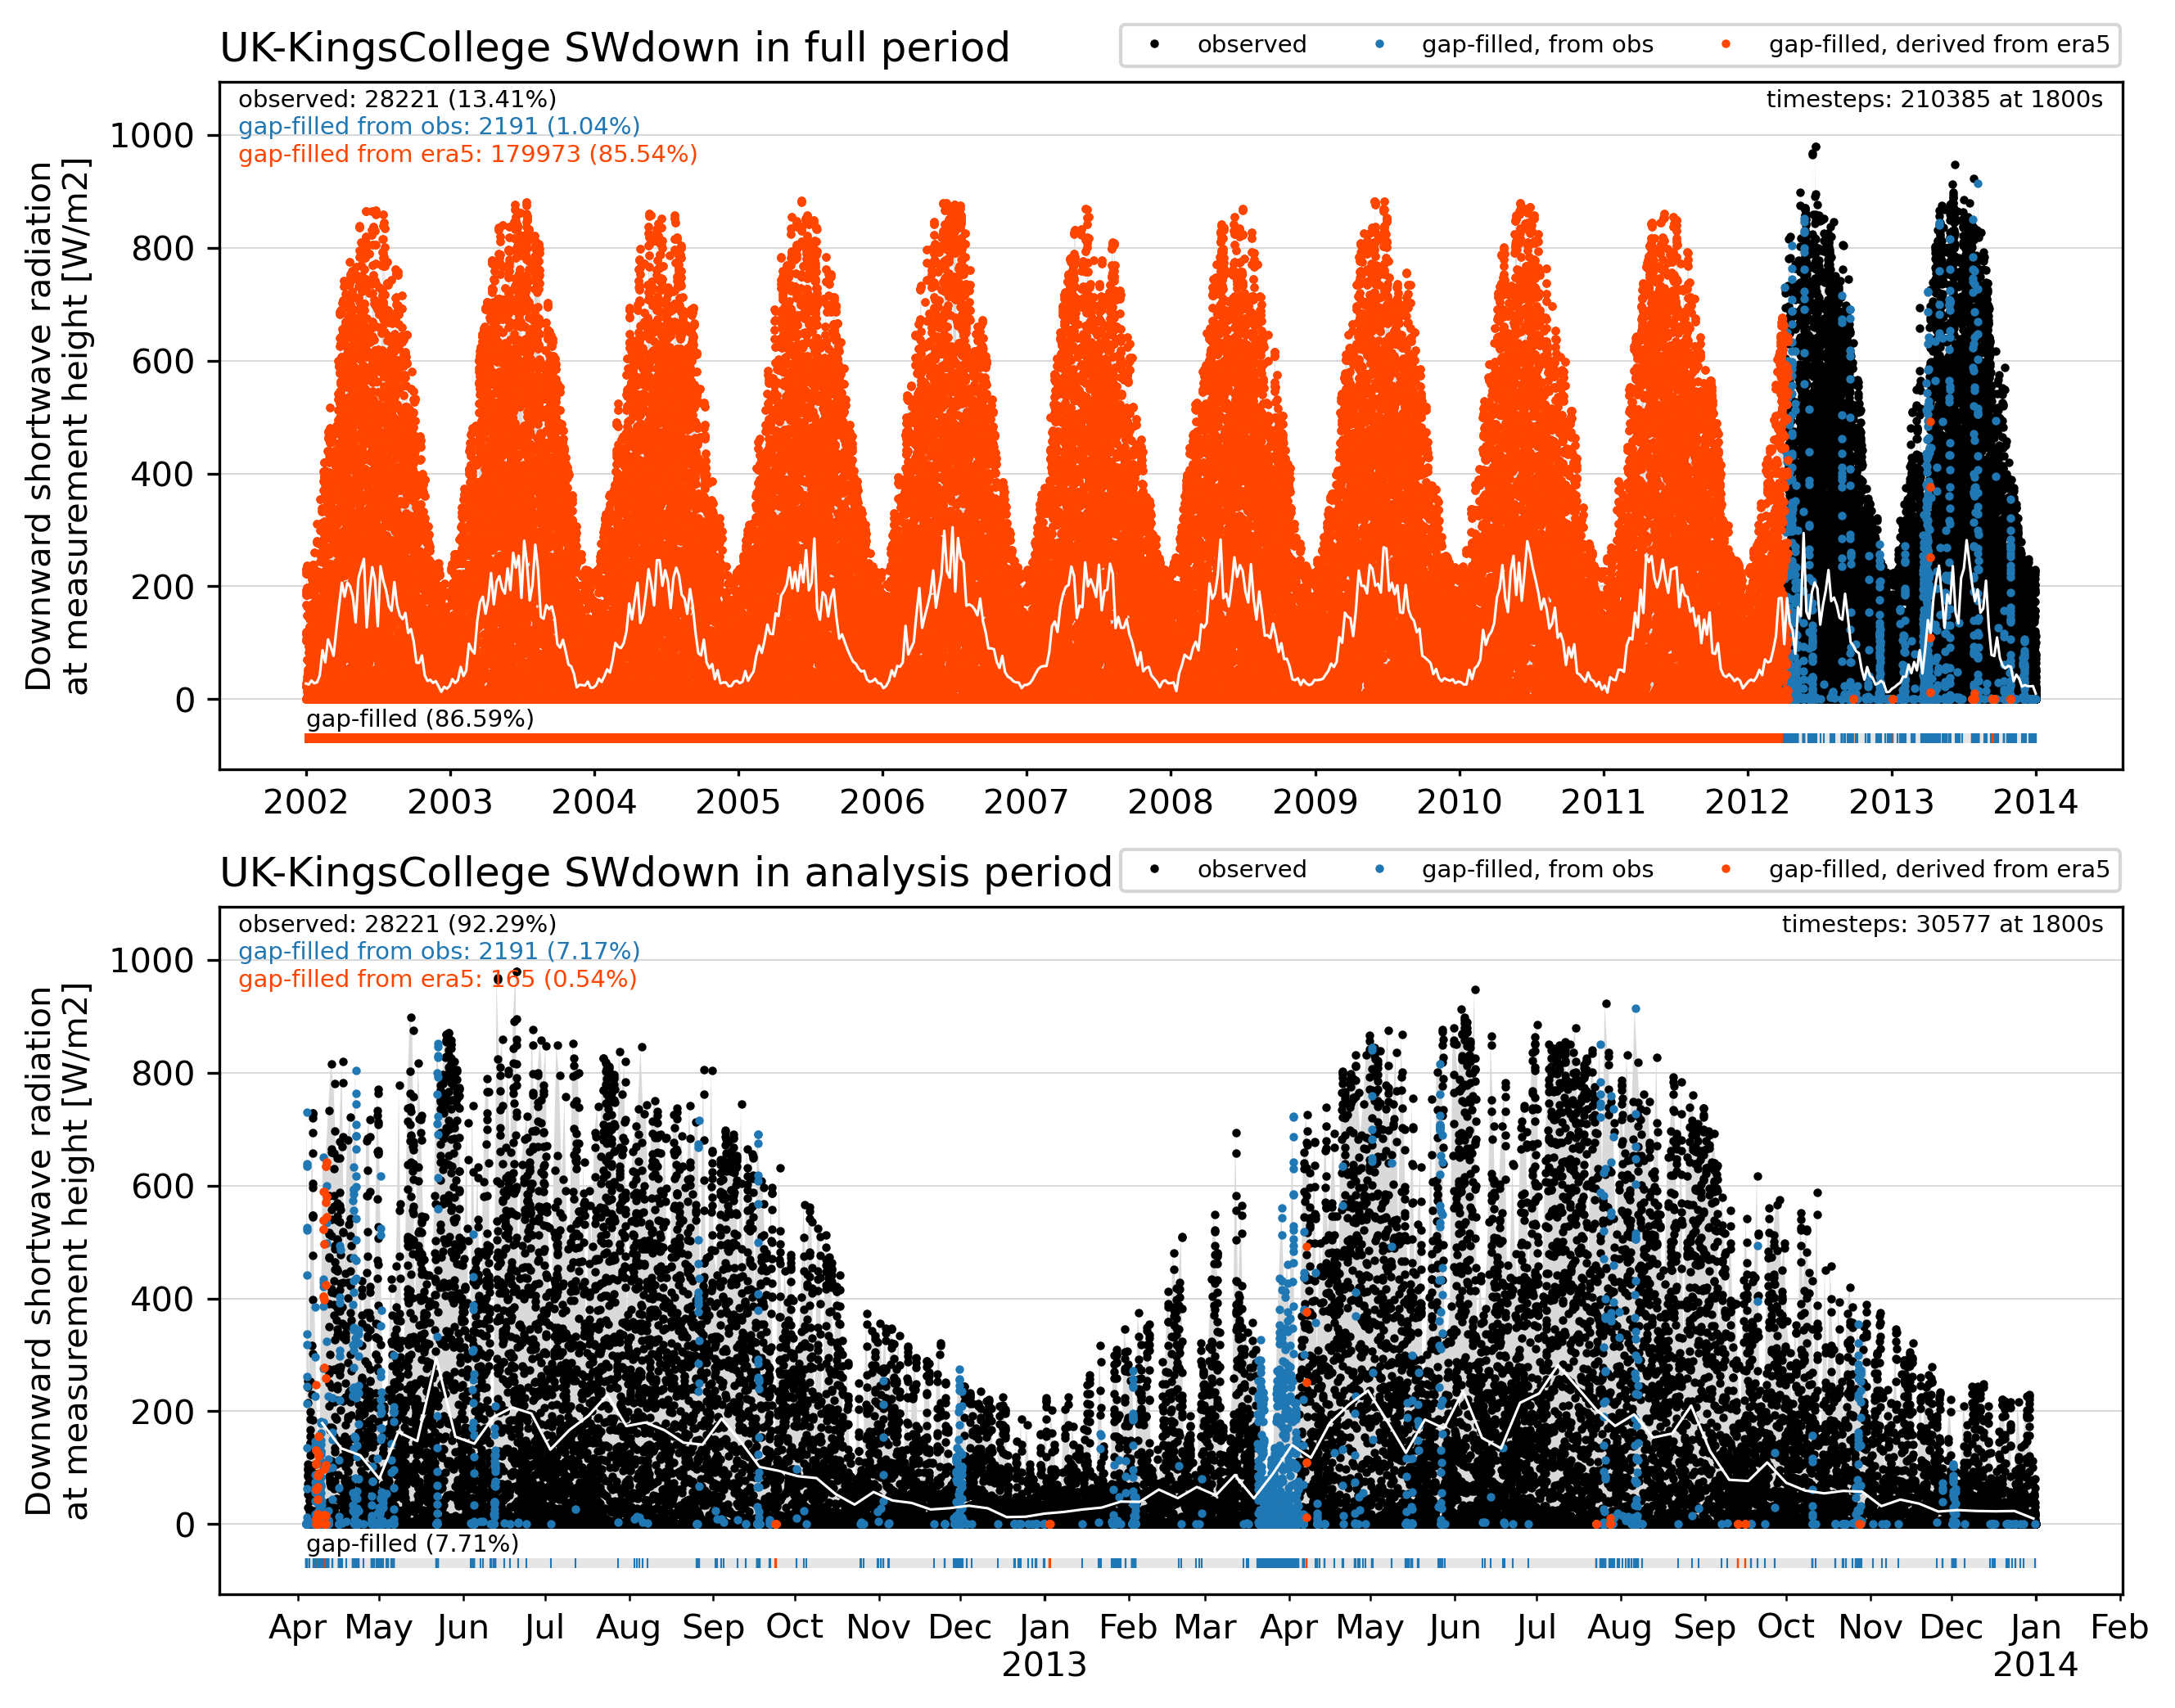 UK-KingsCollege SWdown in full period
observed
gap-filled, from obs
gap-filled, derived from era5
observed: 28221 (13.41%)
timesteps: 210385 at 1800s
gap-filled from obs: 2191 (1.04%)
gap-filled from era5: 179973 (85.54%)
Downward shortwave radiation
at measurement height [W/m2]
1000
800
600
400
200
0
gap-filled (86.59%)
2002 2003 2004 2005 2006 2007 2008 2009 2010 2011 2012 2013 2014
UK-KingsCollege SWdown in analysis period
observed
gap-filled, from obs
gap-filled, derived from era5
observed: 28221 (92.29%)
timesteps: 30577 at 1800s
gap-filled from obs: 2191 (7.17%)
gap-filled from era5: 165 (0.54%)
Downward shortwave radiation
at measurement height [W/m2]
1000
800
600
400
200
0
gap-filled (7.71%)
Apr May Jun Jul Aug Sep Oct Nov Dec Jan Feb Mar Apr May Jun Jul Aug Sep Oct Nov Dec Jan Feb
2013 2014